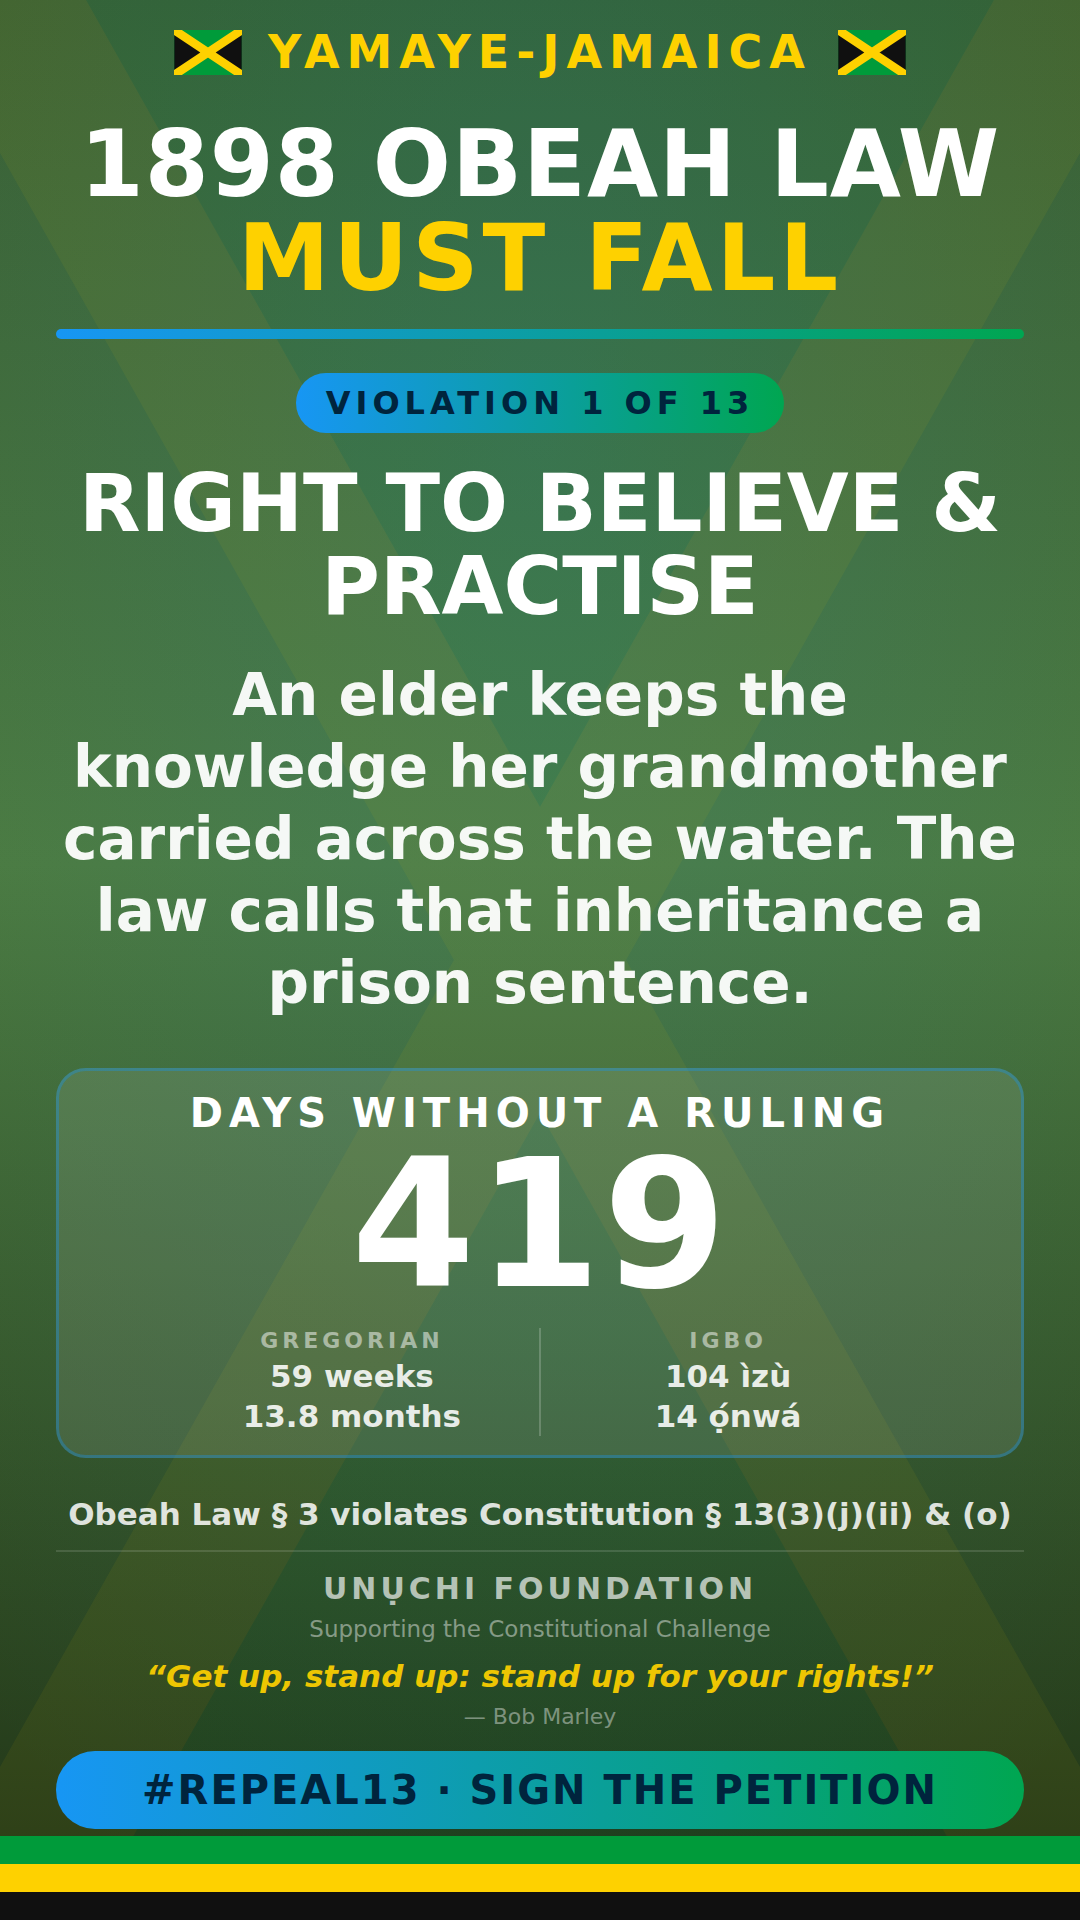 YAMAYE-JAMAICA
1898 OBEAH LAW
MUST FALL
VIOLATION 1 OF 13
RIGHT TO BELIEVE &
PRACTISE
An elder keeps the
knowledge her grandmother
carried across the water. The
law calls that inheritance a
prison sentence.
DAYS WITHOUT A RULING
419
GREGORIAN
59 weeks
13.8 months
IGBO
104 ìzù
14 ọ́nwá
Obeah Law § 3 violates Constitution § 13(3)(j)(ii) & (o)
UNỤCHI FOUNDATION
Supporting the Constitutional Challenge
“Get up, stand up: stand up for your rights!”
— Bob Marley
#REPEAL13 · SIGN THE PETITION